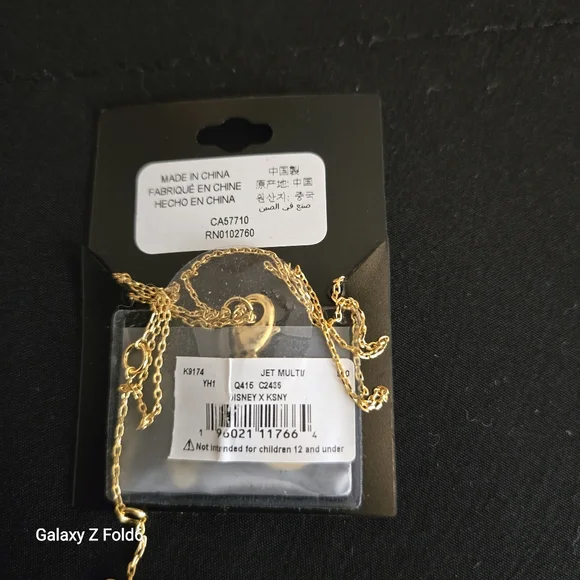 MADE IN CHINA
FABRIQUÉ EN CHINE
HECHO EN CHINA
中国製
原产地: 中国
원산지: 중국
صنع في الصين
CA57710
RN0102760
K9174 JET MULTI/
YH1 Q415 C2436
DISNEY X KSNY
1 96021 11766 4
⚠ Not intended for children 12 and under
Galaxy Z Fold6